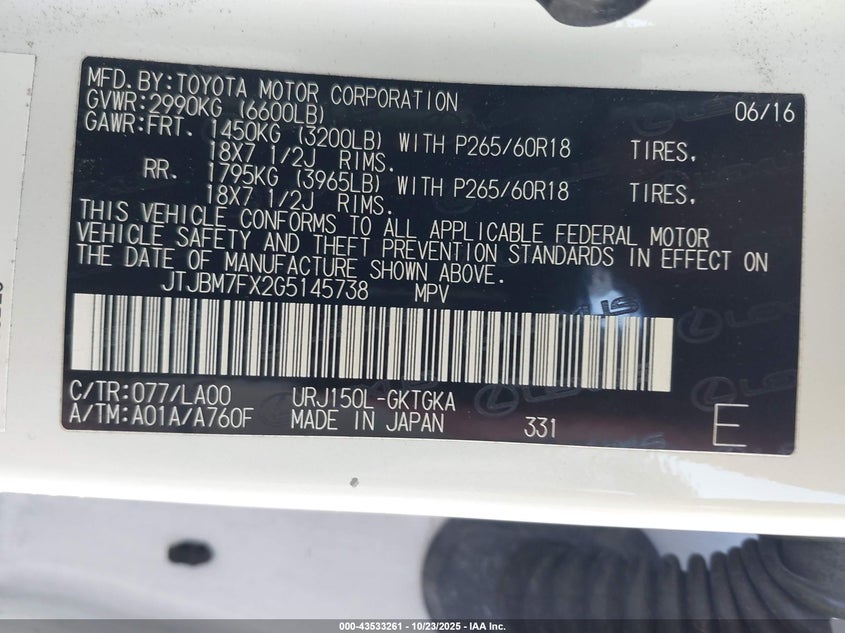 MFD.BY:TOYOTA MOTOR CORPORATION 06/16
GVWR:2990KG (6600LB)
GAWR:FRT. 1450KG (3200LB) WITH P265/60R18 TIRES,
18X7 1/2J RIMS.
RR. 1795KG (3965LB) WITH P265/60R18 TIRES,
18X7 1/2J RIMS.
THIS VEHICLE CONFORMS TO ALL APPLICABLE FEDERAL MOTOR
VEHICLE SAFETY AND THEFT PREVENTION STANDARDS IN EFFECT ON
THE DATE OF MANUFACTURE SHOWN ABOVE.
JTJBM7FX2G5145738 MPV
C/TR:077/LA00 URJ150L-GKTGKA
A/TM:A01A/A760F MADE IN JAPAN 331 E
000-43533261 - 10/23/2025 - IAA Inc.